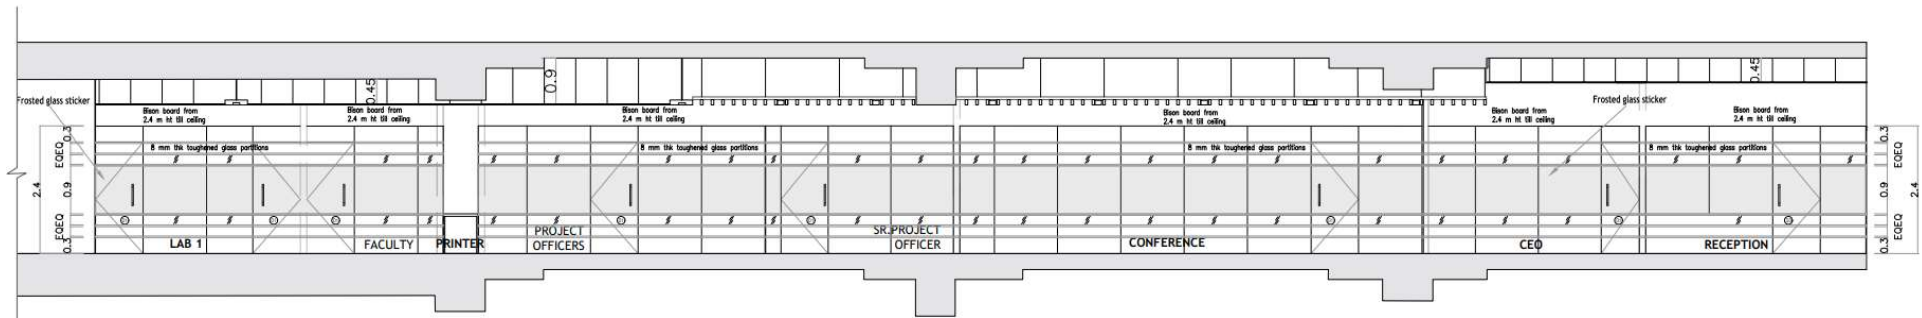 0.45
0.9
0.45
Frosted glass sticker
Bison board from
2.4 m ht till ceiling
Bison board from
2.4 m ht till ceiling
Bison board from
2.4 m ht till ceiling
Bison board from
2.4 m ht till ceiling
Frosted glass sticker
Bison board from
2.4 m ht till ceiling
Bison board from
2.4 m ht till ceiling
8 mm thk toughened glass partitions
8 mm thk toughened glass partitions
8 mm thk toughened glass partitions
8 mm thk toughened glass partitions
2.4
0.3
EQEQ
0.9
EQEQ
0.3
LAB 1
FACULTY
PRINTER
PROJECT
OFFICERS
SR.PROJECT
OFFICER
CONFERENCE
CEO
RECEPTION
0.3
EQEQ
0.9
EQEQ
0.3
2.4